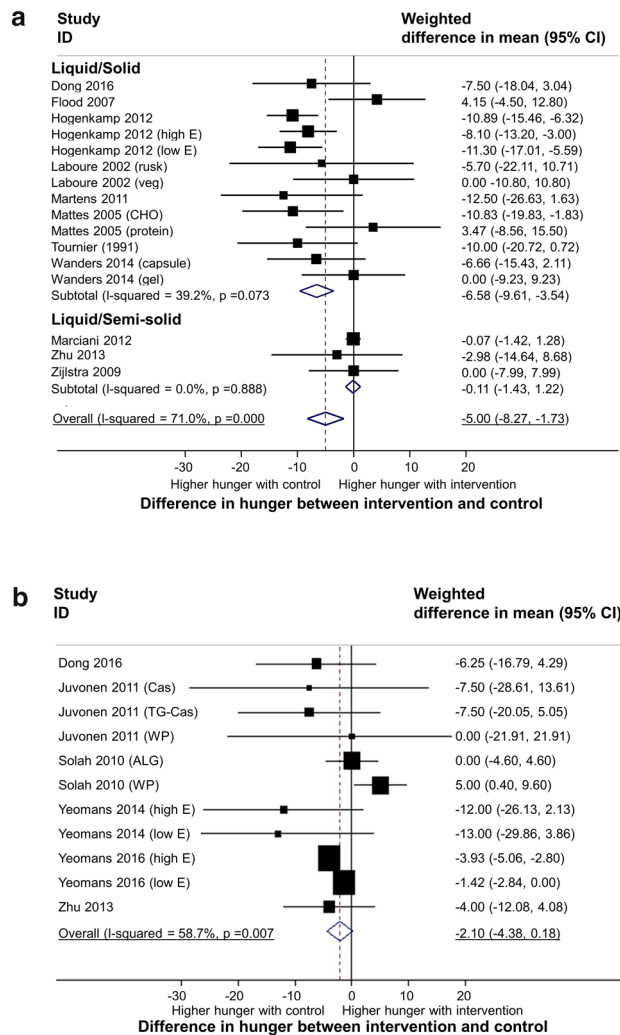 a
Study Weighted
ID difference in mean (95% CI)
Liquid/Solid
Dong 2016 -7.50 (-18.04, 3.04)
Flood 2007 4.15 (-4.50, 12.80)
Hogenkamp 2012 -10.89 (-15.46, -6.32)
Hogenkamp 2012 (high E) -8.10 (-13.20, -3.00)
Hogenkamp 2012 (low E) -11.30 (-17.01, -5.59)
Laboure 2002 (rusk) -5.70 (-22.11, 10.71)
Laboure 2002 (veg) 0.00 (-10.80, 10.80)
Martens 2011 -12.50 (-26.63, 1.63)
Mattes 2005 (CHO) -10.83 (-19.83, -1.83)
Mattes 2005 (protein) 3.47 (-8.56, 15.50)
Tournier (1991) -10.00 (-20.72, 0.72)
Wanders 2014 (capsule) -6.66 (-15.43, 2.11)
Wanders 2014 (gel) 0.00 (-9.23, 9.23)
Subtotal (I-squared = 39.2%, p =0.073 -6.58 (-9.61, -3.54)
Liquid/Semi-solid
Marciani 2012 -0.07 (-1.42, 1.28)
Zhu 2013 -2.98 (-14.64, 8.68)
Zijlstra 2009 0.00 (-7.99, 7.99)
Subtotal (I-squared = 0.0%, p =0.888) -0.11 (-1.43, 1.22)
.
Overall (I-squared = 71.0%, p =0.000 -5.00 (-8.27, -1.73)
-30 -20 -10 0 10 20
Higher hunger with control Higher hunger with intervention
Difference in hunger between intervention and control
b
Study Weighted
ID difference in mean (95% CI)
Dong 2016 -6.25 (-16.79, 4.29)
Juvonen 2011 (Cas) -7.50 (-28.61, 13.61)
Juvonen 2011 (TG-Cas) -7.50 (-20.05, 5.05)
Juvonen 2011 (WP) 0.00 (-21.91, 21.91)
Solah 2010 (ALG) 0.00 (-4.60, 4.60)
Solah 2010 (WP) 5.00 (0.40, 9.60)
Yeomans 2014 (high E) -12.00 (-26.13, 2.13)
Yeomans 2014 (low E) -13.00 (-29.86, 3.86)
Yeomans 2016 (high E) -3.93 (-5.06, -2.80)
Yeomans 2016 (low E) -1.42 (-2.84, 0.00)
Zhu 2013 -4.00 (-12.08, 4.08)
Overall (I-squared = 58.7%, p =0.007 -2.10 (-4.38, 0.18)
-30 -20 -10 0 10 20
Higher hunger with control Higher hunger with intervention
Difference in hunger between intervention and control